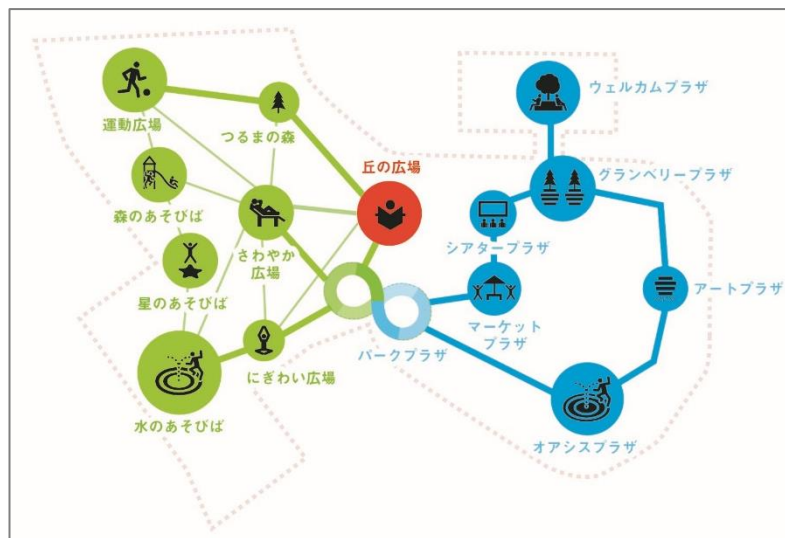 ウェルカムプラザ
運動広場
つるまの森
丘の広場
グランベリープラザ
森のあそびば
さわやか
広場
シアタープラザ
星のあそびば
アートプラザ
マーケット
プラザ
パークプラザ
にぎわい広場
水のあそびば
オアシスプラザ